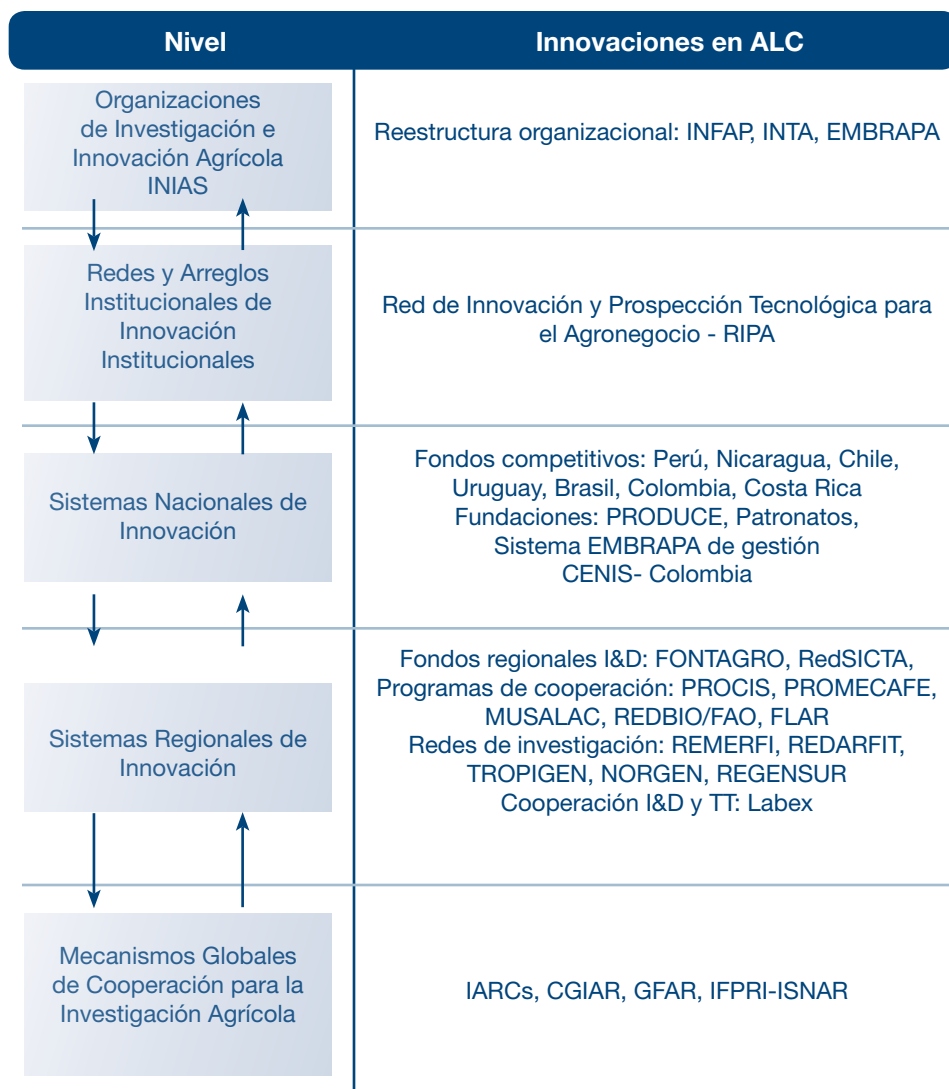 Nivel
Innovaciones en ALC
Organizaciones
de Investigación e
Innovación Agrícola
INIAS
Reestructura organizacional: INFAP, INTA, EMBRAPA
Redes y Arreglos
Institucionales de
Innovación
Institucionales
Red de Innovación y Prospección Tecnológica para
el Agronegocio - RIPA
Sistemas Nacionales de
Innovación
Fondos competitivos: Perú, Nicaragua, Chile,
Uruguay, Brasil, Colombia, Costa Rica
Fundaciones: PRODUCE, Patronatos,
Sistema EMBRAPA de gestión
CENIS- Colombia
Sistemas Regionales de
Innovación
Fondos regionales I&D: FONTAGRO, RedSICTA,
Programas de cooperación: PROCIS, PROMECAFE,
MUSALAC, REDBIO/FAO, FLAR
Redes de investigación: REMERFI, REDARFIT,
TROPIGEN, NORGEN, REGENSUR
Cooperación I&D y TT: Labex
Mecanismos Globales
de Cooperación para la
Investigación Agrícola
IARCs, CGIAR, GFAR, IFPRI-ISNAR